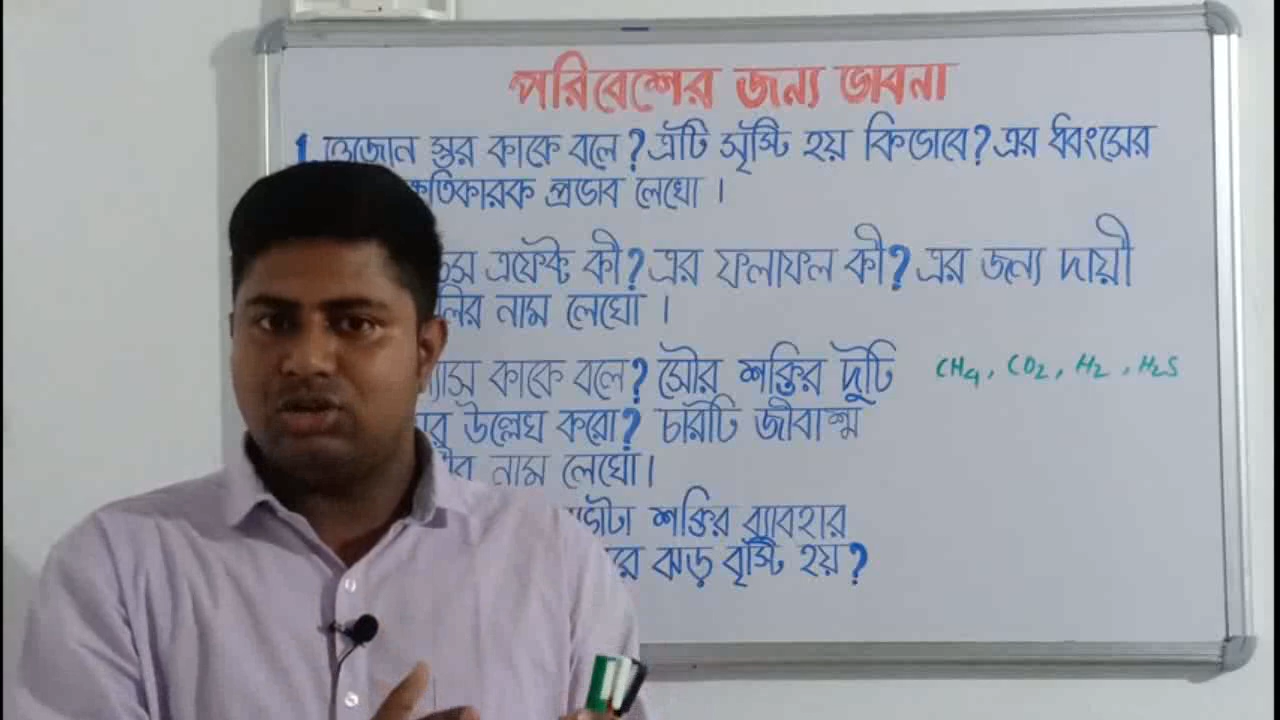 পরিবেশের জন্য ভাবনা
1. ওজোন স্তর কাকে বলে? এটি সৃষ্টি হয় কিভাবে? এর ধ্বংসের
ক্ষতিকারক প্রভাব লেখো ।
এফেক্ট কী? এর ফলাফল কী? এর জন্য দায়ী
নাম লেখো ।
কাকে বলে? সৌর শক্তির দুটি CH4, CO2, H2, H2S
উল্লেখ করো? চারটি জীবাশ্ম
নাম লেখো।
শক্তির ব্যাবহার
ঝড় বৃষ্টি হয়?